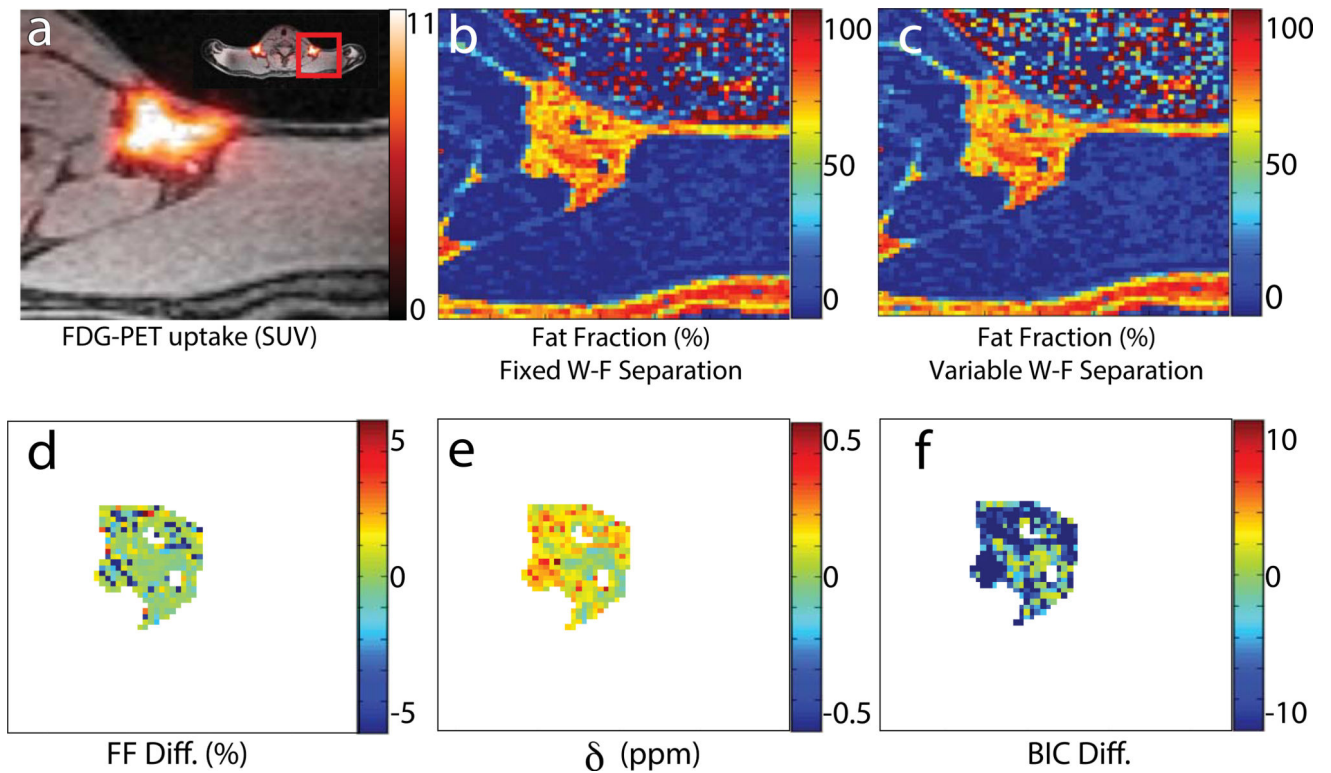 a
11
0
FDG-PET uptake (SUV)
b
100
50
0
Fat Fraction (%)
Fixed W-F Separation
c
100
50
0
Fat Fraction (%)
Variable W-F Separation
d
5
0
-5
FF Diff. (%)
e
0.5
0
-0.5
δ (ppm)
f
10
0
-10
BIC Diff.